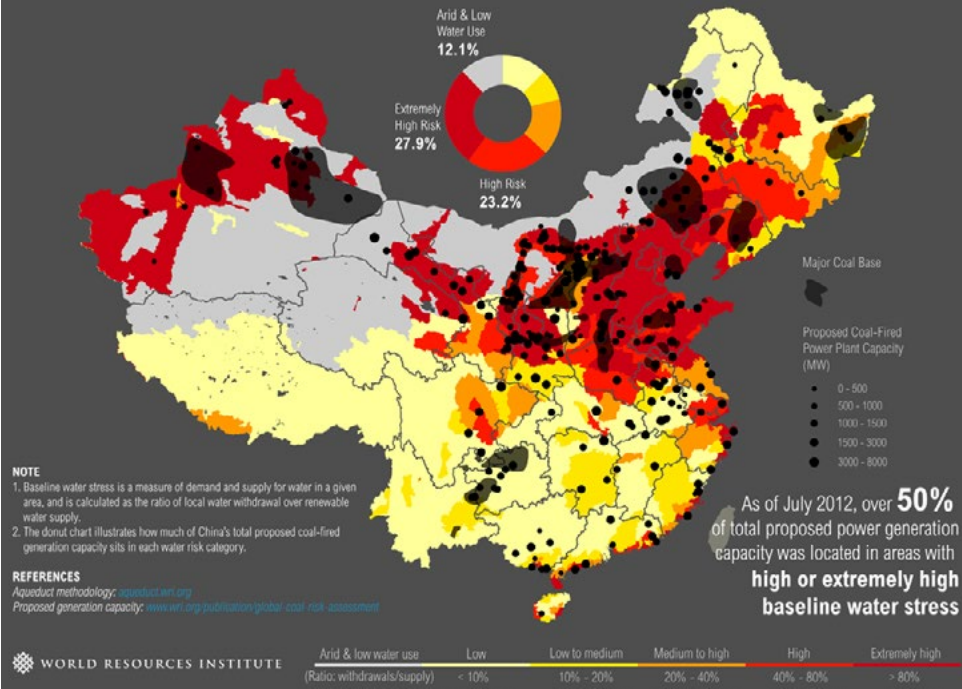 Arid & Low
Water Use
12.1%
Extremely
High Risk
27.9%
High Risk
23.2%
Major Coal Base
Proposed Coal-Fired
Power Plant Capacity
(MW)
0 - 500
500 - 1000
1000 - 1500
1500 - 3000
3000 - 8000
NOTE
1. Baseline water stress is a measure of demand and supply for water in a given
area, and is calculated as the ratio of local water withdrawal over renewable
water supply.
2. The donut chart illustrates how much of China's total proposed coal-fired
generation capacity sits in each water risk category.
REFERENCES
Aqueduct methodology: aqueduct.wri.org
Proposed generation capacity: www.wri.org/publication/global-coal-risk-assessment
As of July 2012, over 50%
of total proposed power generation
capacity was located in areas with
high or extremely high
baseline water stress
WORLD RESOURCES INSTITUTE
Arid & low water use Low Low to medium Medium to high High Extremely high
(Ratio: withdrawals/supply) < 10% 10% - 20% 20% - 40% 40% - 80% > 80%